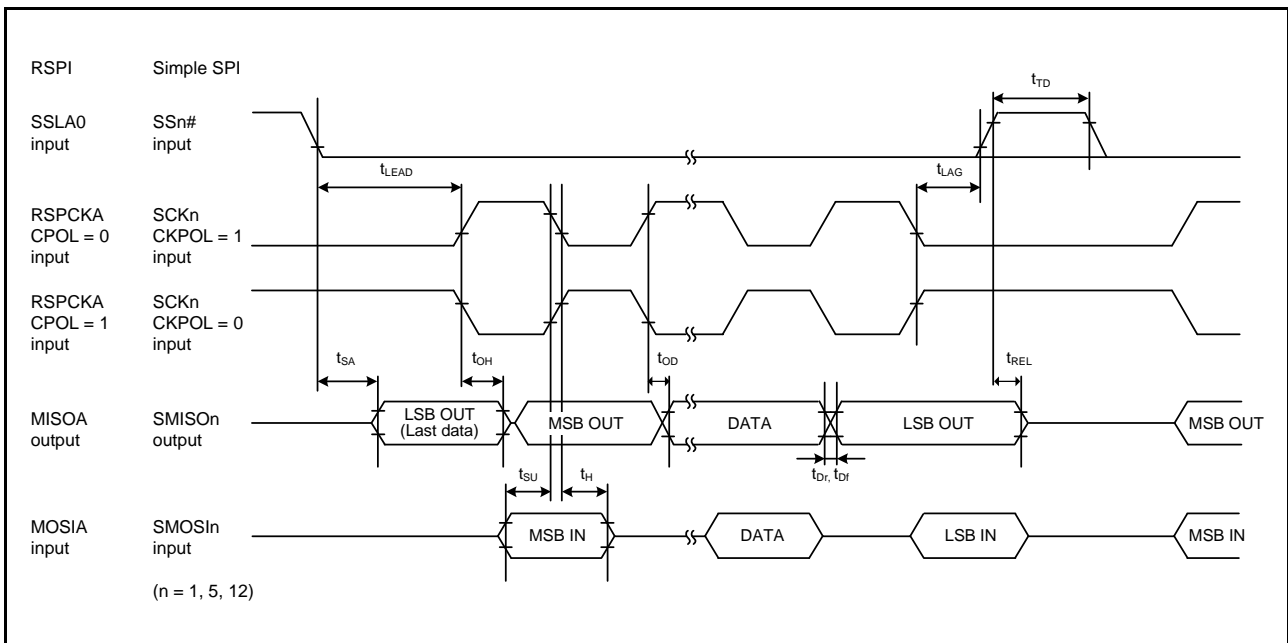 RSPI Simple SPI
tTD
SSLA0 SSn#
input input
tLEAD tLAG
RSPCKA SCKn
CPOL = 0 CKPOL = 1
input input
RSPCKA SCKn
CPOL = 1 CKPOL = 0
input input
tSA tOH tOD tREL
MISOA SMISOn
output output
LSB OUT
(Last data)
MSB OUT DATA LSB OUT MSB OUT
tSU tH tDr, tDf
MOSIA SMOSIn
input input
MSB IN DATA LSB IN MSB IN
(n = 1, 5, 12)